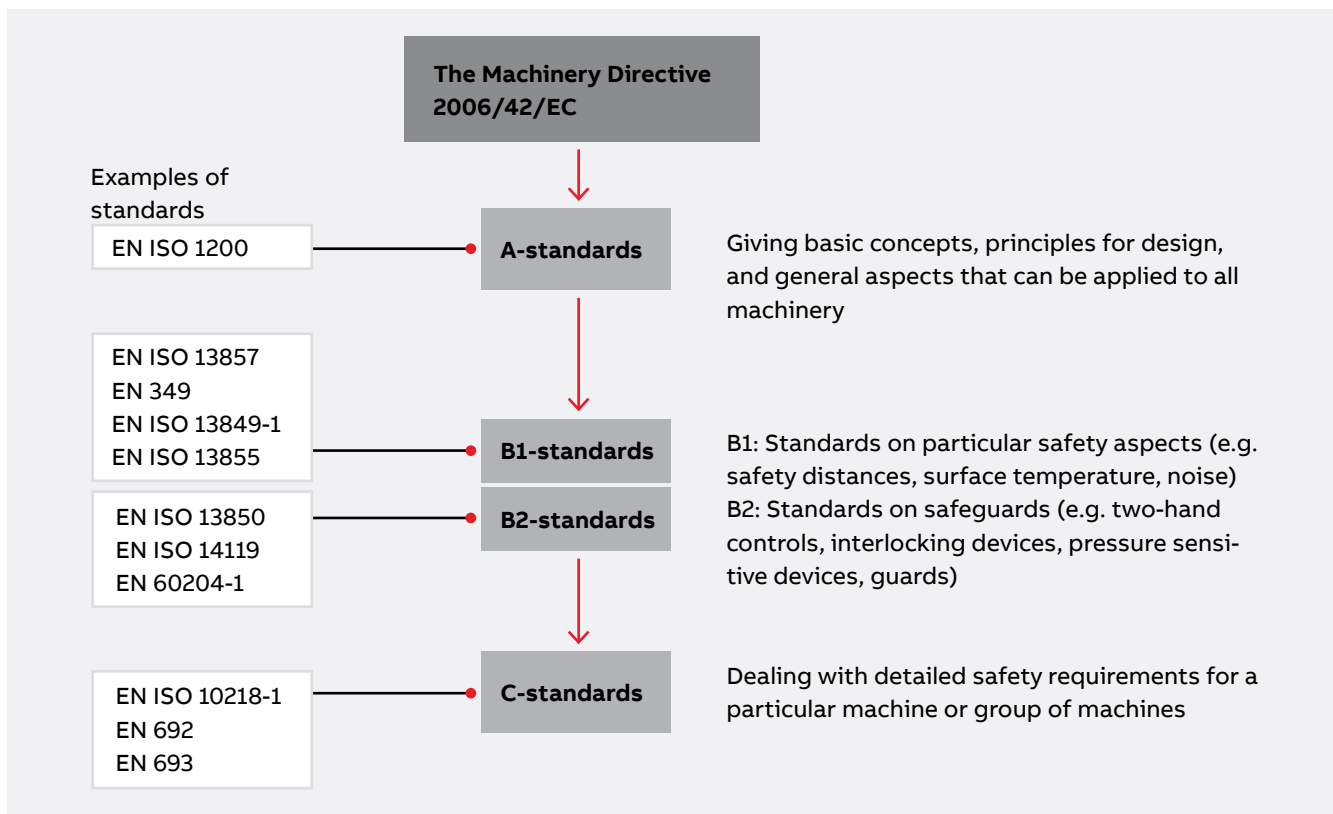 The Machinery Directive
2006/42/EC
Examples of
standards
EN ISO 1200
A-standards
Giving basic concepts, principles for design,
and general aspects that can be applied to all
machinery
EN ISO 13857
EN 349
EN ISO 13849-1
EN ISO 13855
B1-standards
B1: Standards on particular safety aspects (e.g.
safety distances, surface temperature, noise)
EN ISO 13850
EN ISO 14119
EN 60204-1
B2-standards
B2: Standards on safeguards (e.g. two-hand
controls, interlocking devices, pressure sensi-
tive devices, guards)
EN ISO 10218-1
EN 692
EN 693
C-standards
Dealing with detailed safety requirements for a
particular machine or group of machines